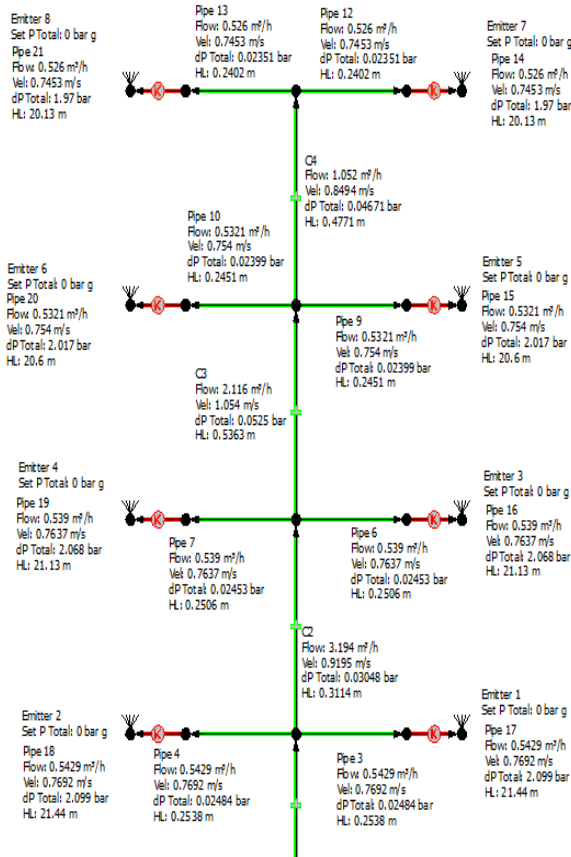 Emitter 8
Set P Total: 0 bar g
Pipe 21
Flow: 0.526 m³/h
Vel: 0.7453 m/s
dP Total: 1.97 bar
HL: 20.13 m
Pipe 13
Flow: 0.526 m³/h
Vel: 0.7453 m/s
dP Total: 0.02351 bar
HL: 0.2402 m
Pipe 12
Flow: 0.526 m³/h
Vel: 0.7453 m/s
dP Total: 0.02351 bar
HL: 0.2402 m
Emitter 7
Set P Total: 0 bar g
Pipe 14
Flow: 0.526 m³/h
Vel: 0.7453 m/s
dP Total: 1.97 bar
HL: 20.13 m
K
K
C4
Flow: 1.052 m³/h
Vel: 0.8494 m/s
dP Total: 0.04671 bar
HL: 0.4771 m
Emitter 6
Set P Total: 0 bar g
Pipe 20
Flow: 0.5321 m³/h
Vel: 0.754 m/s
dP Total: 2.017 bar
HL: 20.6 m
Pipe 10
Flow: 0.5321 m³/h
Vel: 0.754 m/s
dP Total: 0.02399 bar
HL: 0.2451 m
Emitter 5
Set P Total: 0 bar g
Pipe 15
Flow: 0.5321 m³/h
Vel: 0.754 m/s
dP Total: 2.017 bar
HL: 20.6 m
K
K
Pipe 9
Flow: 0.5321 m³/h
Vel: 0.754 m/s
dP Total: 0.02399 bar
HL: 0.2451 m
C3
Flow: 2.116 m³/h
Vel: 1.054 m/s
dP Total: 0.0525 bar
HL: 0.5363 m
Emitter 4
Set P Total: 0 bar g
Pipe 19
Flow: 0.539 m³/h
Vel: 0.7637 m/s
dP Total: 2.068 bar
HL: 21.13 m
Emitter 3
Set P Total: 0 bar g
Pipe 16
Flow: 0.539 m³/h
Vel: 0.7637 m/s
dP Total: 2.068 bar
HL: 21.13 m
K
K
Pipe 7
Flow: 0.539 m³/h
Vel: 0.7637 m/s
dP Total: 0.02453 bar
HL: 0.2506 m
Pipe 6
Flow: 0.539 m³/h
Vel: 0.7637 m/s
dP Total: 0.02453 bar
HL: 0.2506 m
C2
Flow: 3.194 m³/h
Vel: 0.9195 m/s
dP Total: 0.03048 bar
HL: 0.3114 m
Emitter 2
Set P Total: 0 bar g
Pipe 18
Flow: 0.5429 m³/h
Vel: 0.7692 m/s
dP Total: 2.099 bar
HL: 21.44 m
Emitter 1
Set P Total: 0 bar g
Pipe 17
Flow: 0.5429 m³/h
Vel: 0.7692 m/s
dP Total: 2.099 bar
HL: 21.44 m
K
K
Pipe 4
Flow: 0.5429 m³/h
Vel: 0.7692 m/s
dP Total: 0.02484 bar
HL: 0.2538 m
Pipe 3
Flow: 0.5429 m³/h
Vel: 0.7692 m/s
dP Total: 0.02484 bar
HL: 0.2538 m